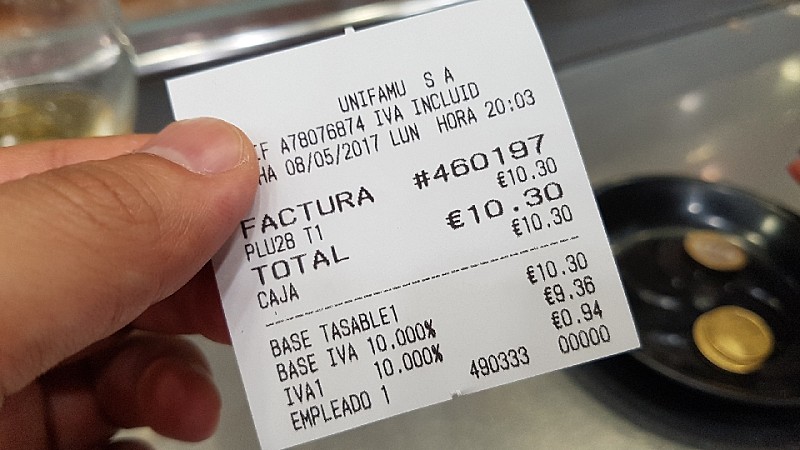 UNIFAMU S A
IF A78076874 IVA INCLUID
HA 08/05/2017 LUN HORA 20:03
FACTURA #460197
PLU28 T1 €10.30
TOTAL €10.30
CAJA €10.30
BASE TASABLE1 €10.30
BASE IVA 10.000% €9.36
IVA1 10.000% €0.94
EMPLEADO 1 490333 00000